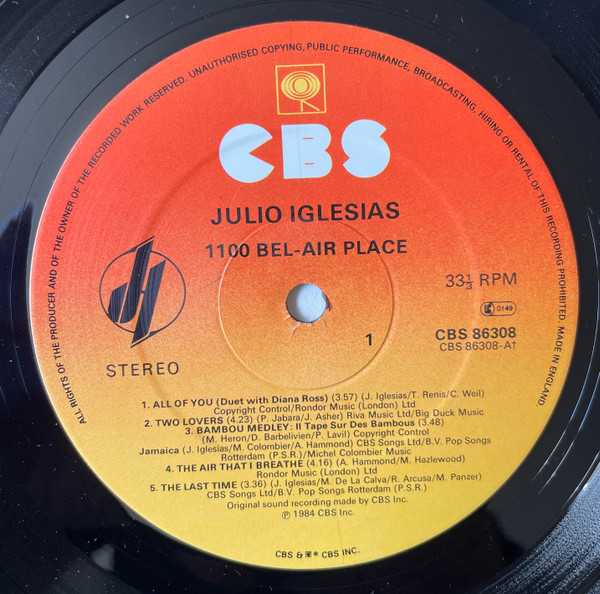 ALL RIGHTS OF THE PRODUCER AND OF THE OWNER OF THE RECORDED WORK RESERVED. UNAUTHORISED COPYING, PUBLIC PERFORMANCE, BROADCASTING, HIRING OR RENTAL OF THIS RECORDING PROHIBITED. MADE IN ENGLAND.
CBS
JULIO IGLESIAS
1100 BEL-AIR PLACE
33⅓ RPM
0149
STEREO
1
CBS 86308
CBS 86308-A†
1. ALL OF YOU (Duet with Diana Ross) (3.57) (J. Iglesias/T. Renis/C. Weil)
Copyright Control/Rondor Music (London) Ltd
2. TWO LOVERS (4.23) (P. Jabara/J. Asher) Riva Music Ltd/Big Duck Music
3. BAMBOU MEDLEY: Il Tape Sur Des Bambous (3.48)
(M. Heron/D. Barbelivien/P. Lavil) Copyright Control
Jamaica (J. Iglesias/M. Colombier/A. Hammond) CBS Songs Ltd/B.V. Pop Songs
Rotterdam (P.S.R.)/Michel Colombier Music
4. THE AIR THAT I BREATHE (4.16) (A. Hammond/M. Hazlewood)
Rondor Music (London) Ltd
5. THE LAST TIME (3.36) (J. Iglesias/M. De La Calva/R. Arcusa/M. Panzer)
CBS Songs Ltd/B.V. Pop Songs Rotterdam (P.S.R.)
Original sound recording made by CBS Inc.
℗ 1984 CBS Inc.
CBS & ® CBS INC.